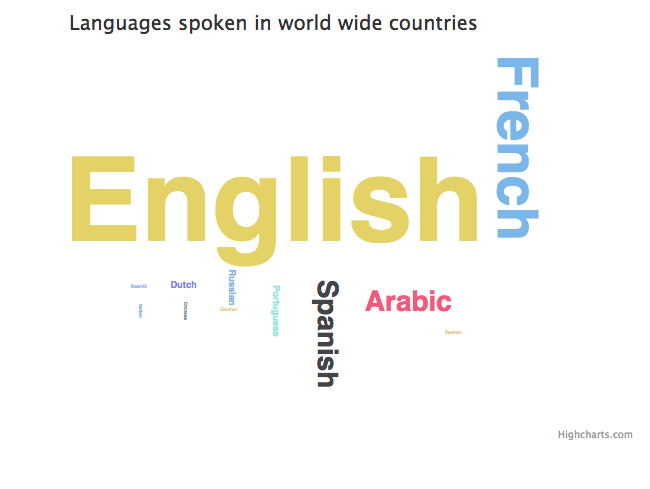 Languages spoken in world wide countries
French
English
Swahili
Dutch
Russian
Portuguese
Spanish
Arabic
Italian
Chinese
German
Highcharts.com